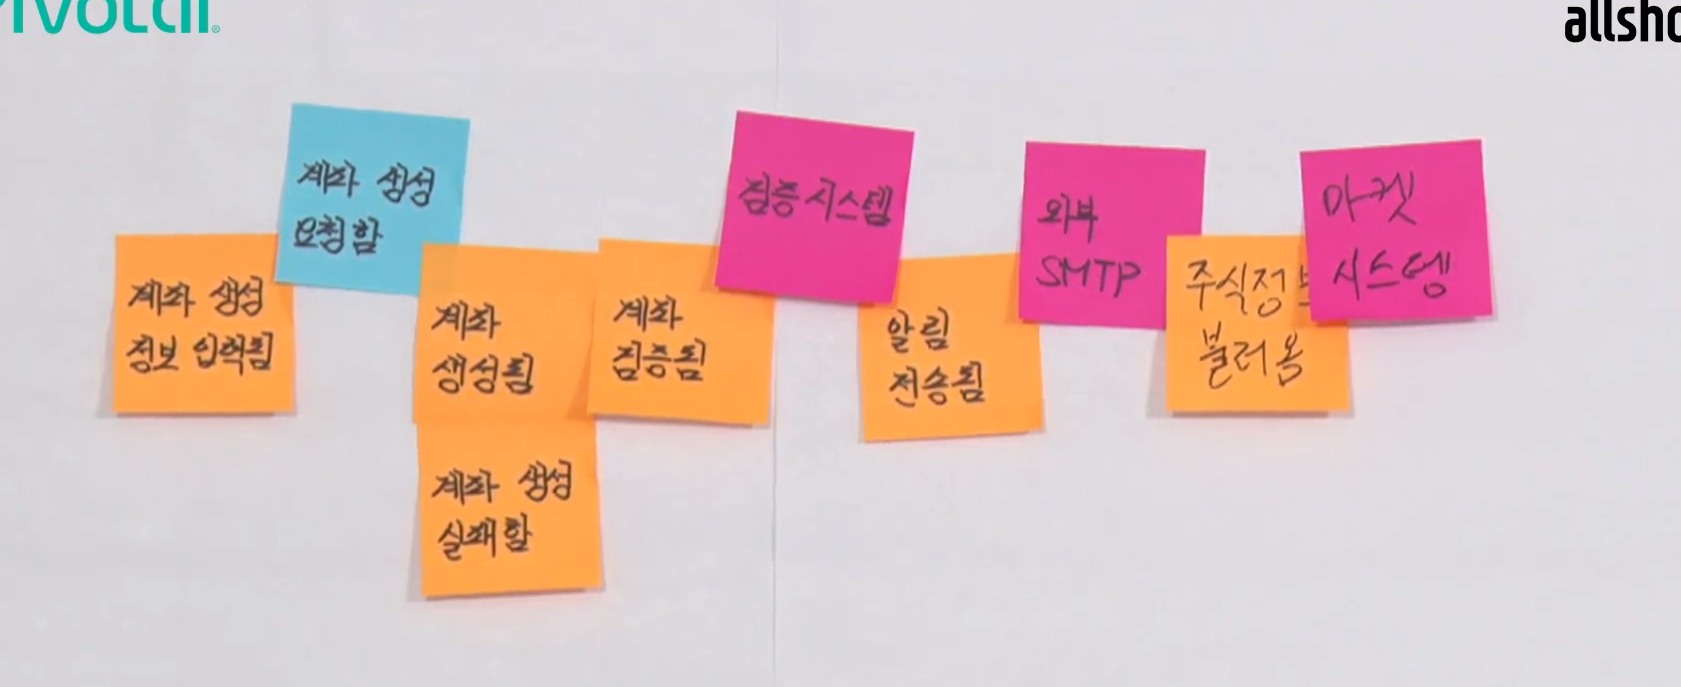 Pivotal
allsho
계좌 생성
요청함
검증시스템
외부
SMTP
마켓
시스템
계좌 생성
정보 입력됨
계좌
생성됨
계좌
검증됨
알림
전송됨
주식정보
불러옴
계좌 생성
실패함